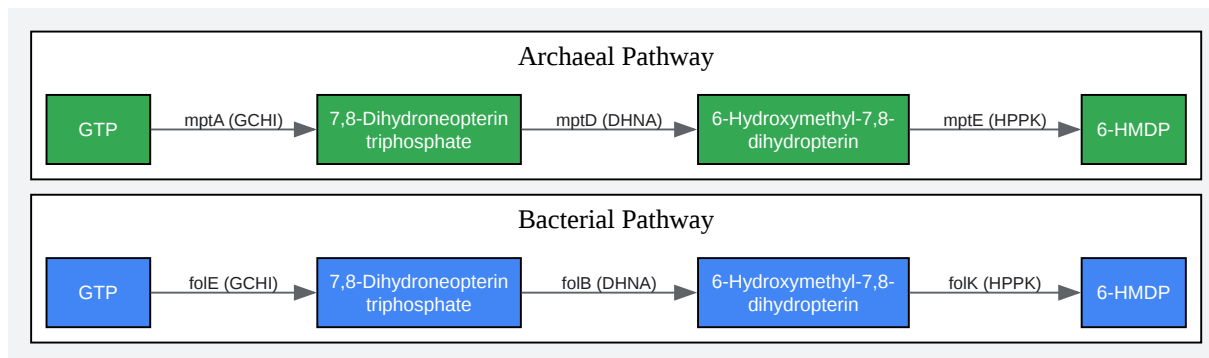 Archaeal Pathway
GTP
mptA (GCHI)
7,8-Dihydroneopterin
triphosphate
mptD (DHNA)
6-Hydroxymethyl-7,8-
dihydropterin
mptE (HPPK)
6-HMDP
Bacterial Pathway
GTP
folE (GCHI)
7,8-Dihydroneopterin
triphosphate
folB (DHNA)
6-Hydroxymethyl-7,8-
dihydropterin
folK (HPPK)
6-HMDP